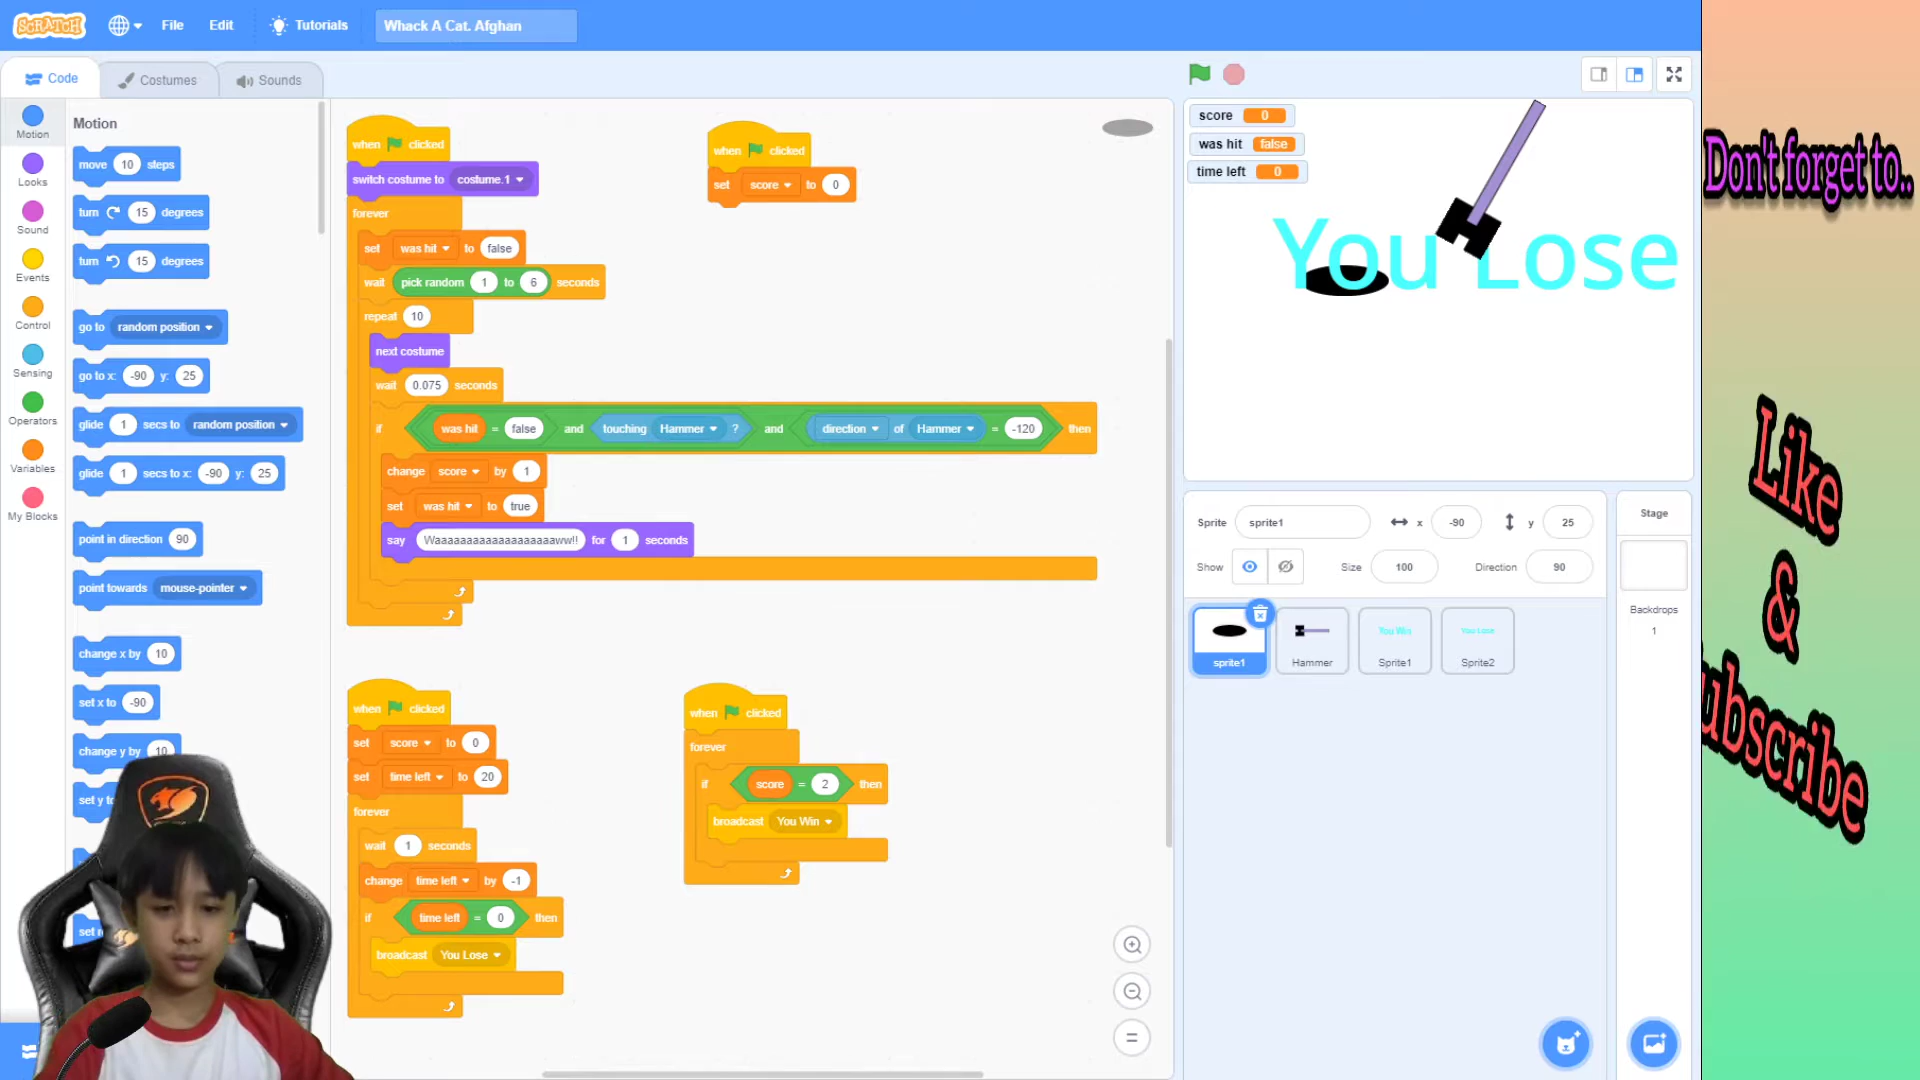 SCRATCH
File
Edit
Tutorials
Whack A Cat. Afghan
Code
Costumes
Sounds
Motion
Looks
Sound
Events
Control
Sensing
Operators
Variables
My Blocks
Motion
move 10 steps
turn 15 degrees
turn 15 degrees
go to random position
go to x: -90 y: 25
glide 1 secs to random position
glide 1 secs to x: -90 y: 25
point in direction 90
point towards mouse-pointer
change x by 10
set x to -90
change y by 10
set y to
when clicked
switch costume to costume.1
forever
set was hit to false
wait pick random 1 to 6 seconds
repeat 10
next costume
wait 0.075 seconds
if was hit = false and touching Hammer ? and direction of Hammer = -120 then
change score by 1
set was hit to true
say Waaaaaaaaaaaaaaaaaaaww!! for 1 seconds
when clicked
set score to 0
when clicked
set score to 0
set time left to 20
forever
wait 1 seconds
change time left by -1
if time left = 0 then
broadcast You Lose
when clicked
forever
if score = 2 then
broadcast You Win
score 0
was hit false
time left 0
You Lose
Sprite sprite1 x -90 y 25
Show Size 100 Direction 90
You Win
You Lose
sprite1
Hammer
Sprite1
Sprite2
Stage
Backdrops
1
Don't forget to..
Like
&
ubscribe